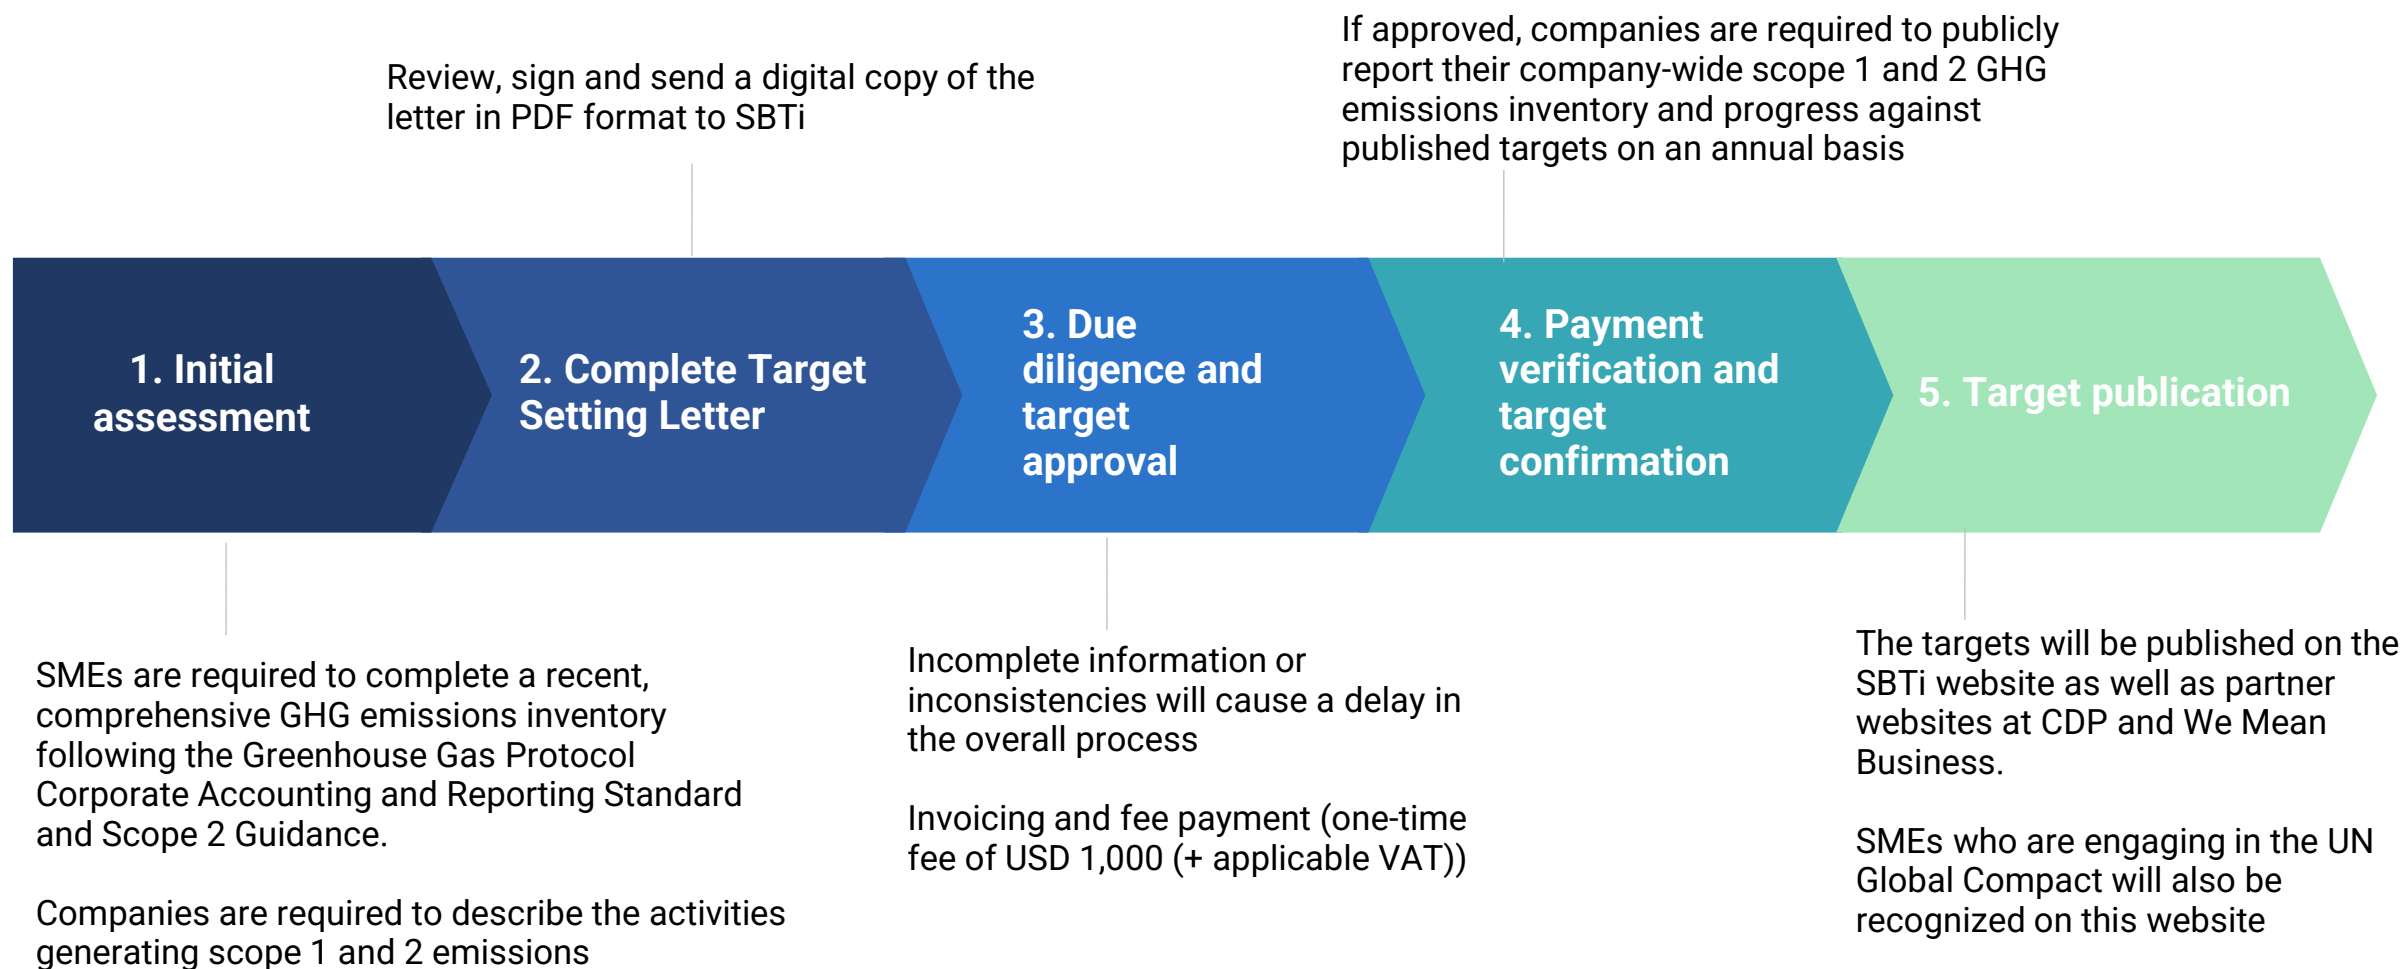 Review, sign and send a digital copy of the
letter in PDF format to SBTi
If approved, companies are required to publicly
report their company-wide scope 1 and 2 GHG
emissions inventory and progress against
published targets on an annual basis
1. Initial
assessment
2. Complete Target
Setting Letter
3. Due
diligence and
target
approval
4. Payment
verification and
target
confirmation
5. Target publication
SMEs are required to complete a recent,
comprehensive GHG emissions inventory
following the Greenhouse Gas Protocol
Corporate Accounting and Reporting Standard
and Scope 2 Guidance.
Companies are required to describe the activities
generating scope 1 and 2 emissions
Incomplete information or
inconsistencies will cause a delay in
the overall process
Invoicing and fee payment (one-time
fee of USD 1,000 (+ applicable VAT))
The targets will be published on the
SBTi website as well as partner
websites at CDP and We Mean
Business.
SMEs who are engaging in the UN
Global Compact will also be
recognized on this website